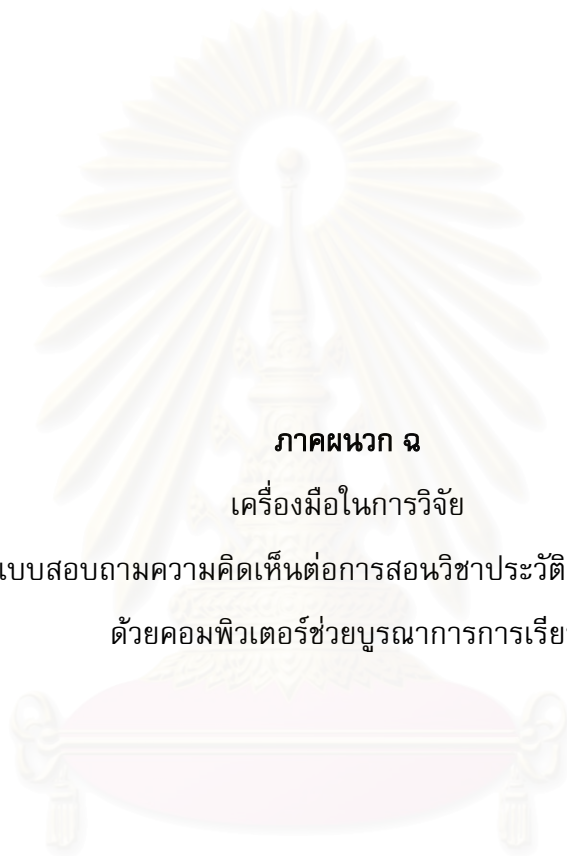 ภาคผนวก ฉ
เครื่องมือในการวิจัย
แบบสอบถามความคิดเห็นต่อการสอนวิชาประวัติ
ด้วยคอมพิวเตอร์ช่วยบูรณาการการเรีย